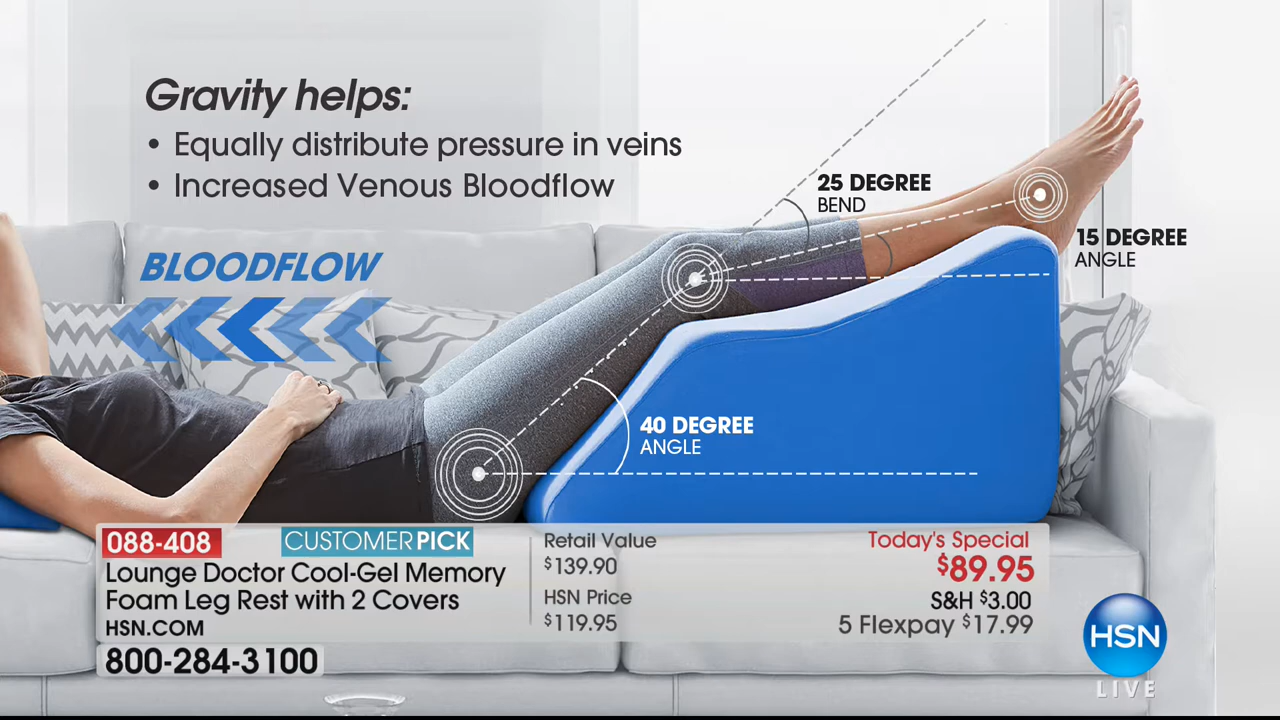 Gravity helps:
• Equally distribute pressure in veins
• Increased Venous Bloodflow
25 DEGREE
BEND
15 DEGREE
ANGLE
BLOODFLOW
40 DEGREE
ANGLE
088-408
CUSTOMER PICK
Lounge Doctor Cool-Gel Memory
Foam Leg Rest with 2 Covers
HSN.COM
800-284-3100
Retail Value
$139.90
HSN Price
$119.95
Today's Special
$89.95
S&H $3.00
5 Flexpay $17.99
HSN
LIVE